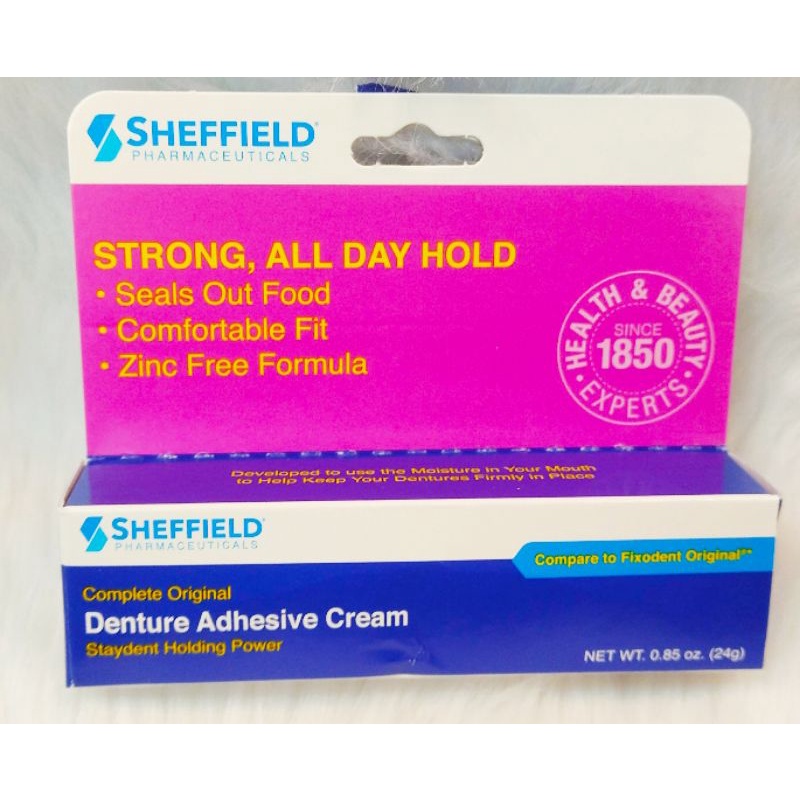 SHEFFIELD®
PHARMACEUTICALS
STRONG, ALL DAY HOLD
• Seals Out Food
• Comfortable Fit
• Zinc Free Formula
HEALTH & BEAUTY
SINCE
1850
• EXPERTS •
Developed to use the Moisture in Your Mouth
to Help Keep Your Dentures Firmly in Place
SHEFFIELD®
PHARMACEUTICALS
Compare to Fixodent Original®*
Complete Original
Denture Adhesive Cream
Staydent Holding Power
NET WT. 0.85 oz. (24g)